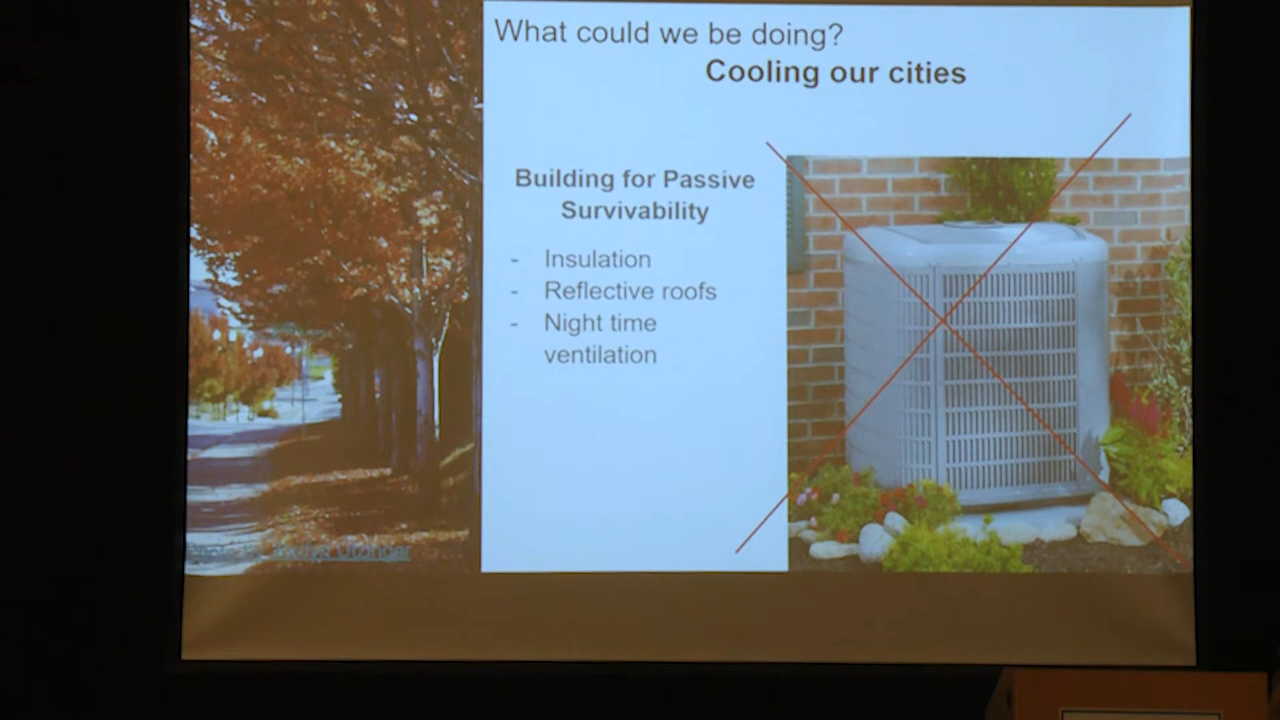 What could we be doing?
Cooling our cities
Building for Passive
Survivability
- Insulation
- Reflective roofs
- Night time
ventilation